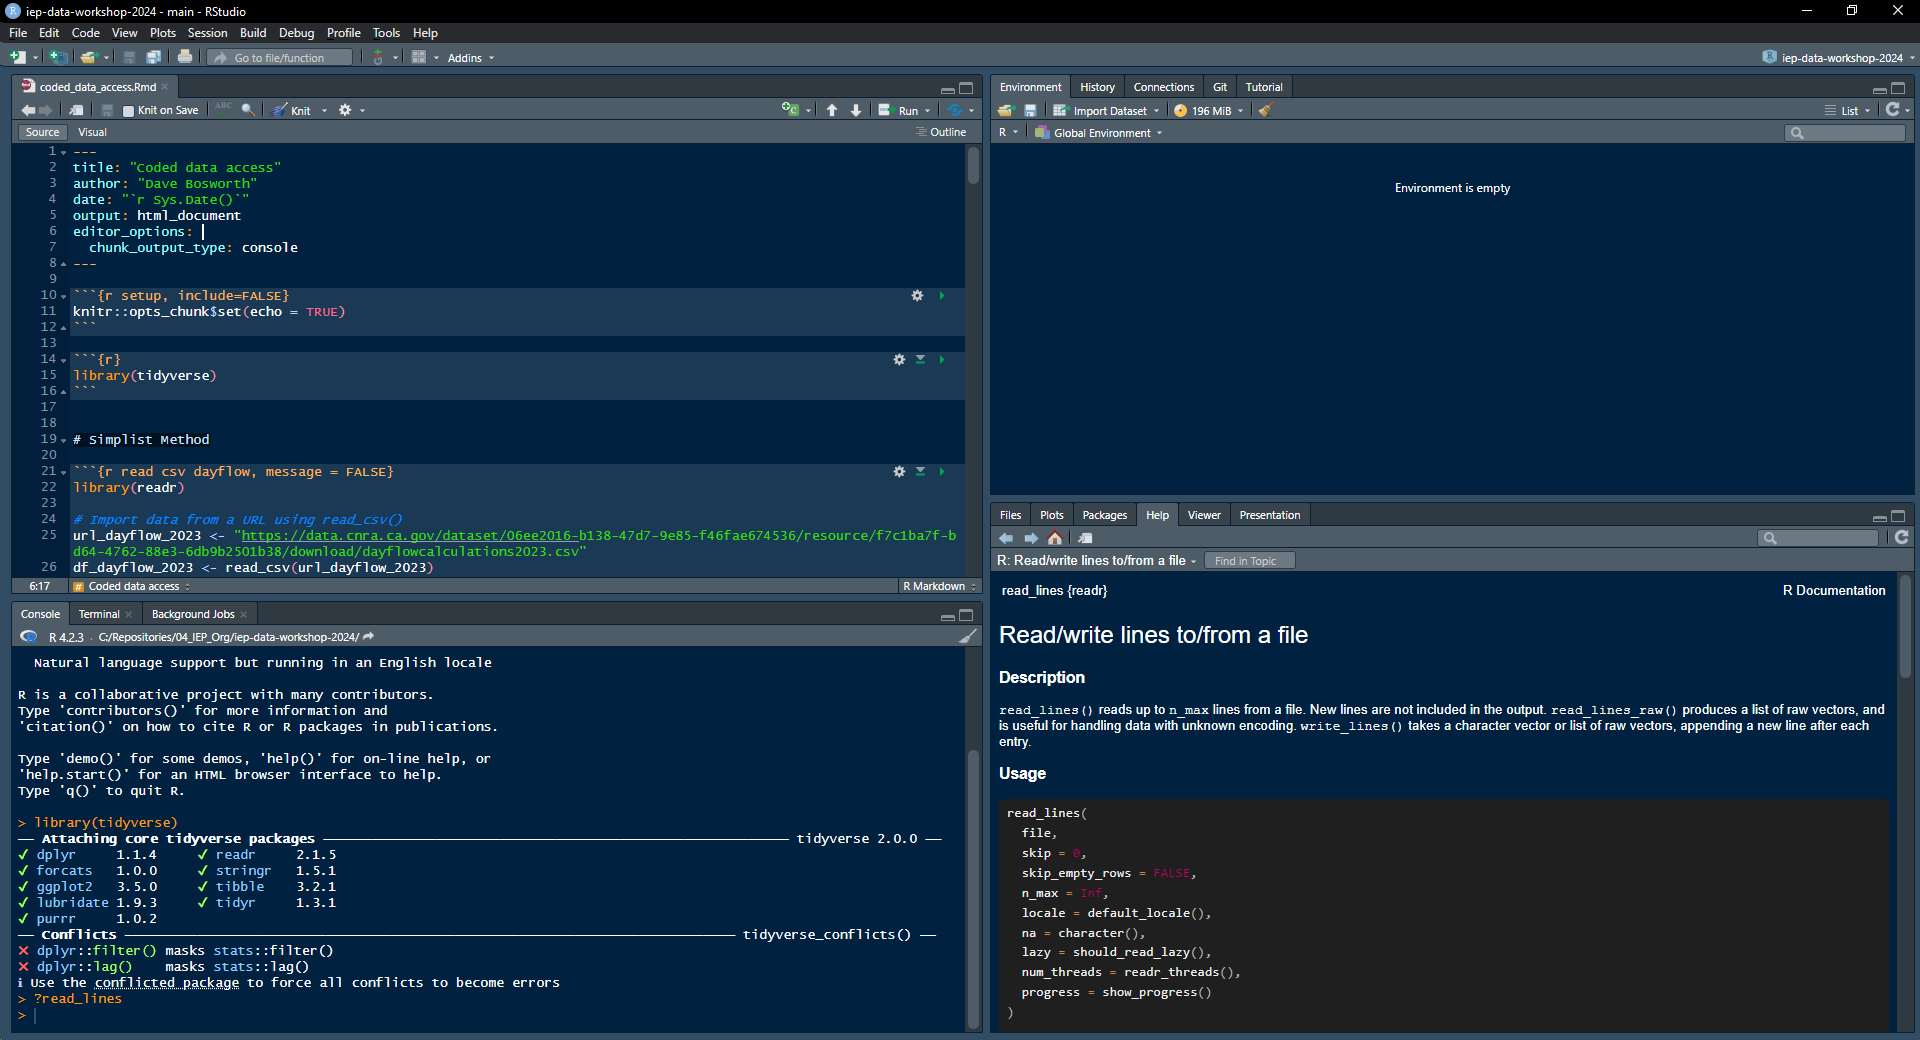 iep-data-workshop-2024 - main - RStudio
File Edit Code View Plots Session Build Debug Profile Tools Help
Go to file/function Addins iep-data-workshop-2024
coded_data_access.Rmd
Knit on Save ABC Knit Run
Source Visual Outline
1 ---
2 title: "Coded data access"
3 author: "Dave Bosworth"
4 date: "`r Sys.Date()`"
5 output: html_document
6 editor_options:
7 chunk_output_type: console
8 ---
9
10 ```{r setup, include=FALSE}
11 knitr::opts_chunk$set(echo = TRUE)
12 ```
13
14 ```{r}
15 library(tidyverse)
16 ```
17
18
19 # Simplist Method
20
21 ```{r read csv dayflow, message = FALSE}
22 library(readr)
23
24 # Import data from a URL using read_csv()
25 url_dayflow_2023 <- "https://data.cnra.ca.gov/dataset/06ee2016-b138-47d7-9e85-f46fae674536/resource/f7c1ba7f-b
d64-4762-88e3-6db9b2501b38/download/dayflowcalculations2023.csv"
26 df_dayflow_2023 <- read_csv(url_dayflow_2023)
6:17 # Coded data access R Markdown
Console Terminal Background Jobs
R 4.2.3 · C:/Repositories/04_IEP_Org/iep-data-workshop-2024/
Natural language support but running in an English locale
R is a collaborative project with many contributors.
Type 'contributors()' for more information and
'citation()' on how to cite R or R packages in publications.
Type 'demo()' for some demos, 'help()' for on-line help, or
'help.start()' for an HTML browser interface to help.
Type 'q()' to quit R.
> library(tidyverse)
── Attaching core tidyverse packages ── tidyverse 2.0.0 ──
✔ dplyr 1.1.4 ✔ readr 2.1.5
✔ forcats 1.0.0 ✔ stringr 1.5.1
✔ ggplot2 3.5.0 ✔ tibble 3.2.1
✔ lubridate 1.9.3 ✔ tidyr 1.3.1
✔ purrr 1.0.2
── Conflicts ── tidyverse_conflicts() ──
✖ dplyr::filter() masks stats::filter()
✖ dplyr::lag() masks stats::lag()
ℹ Use the conflicted package to force all conflicts to become errors
> ?read_lines
>
Environment History Connections Git Tutorial
Import Dataset 196 MiB List
R Global Environment
Environment is empty
Files Plots Packages Help Viewer Presentation
R: Read/write lines to/from a file Find in Topic
read_lines {readr} R Documentation
Read/write lines to/from a file
Description
read_lines() reads up to n_max lines from a file. New lines are not included in the output. read_lines_raw() produces a list of raw vectors, and
is useful for handling data with unknown encoding. write_lines() takes a character vector or list of raw vectors, appending a new line after each
entry.
Usage
read_lines(
file,
skip = 0,
skip_empty_rows = FALSE,
n_max = Inf,
locale = default_locale(),
na = character(),
lazy = should_read_lazy(),
num_threads = readr_threads(),
progress = show_progress()
)